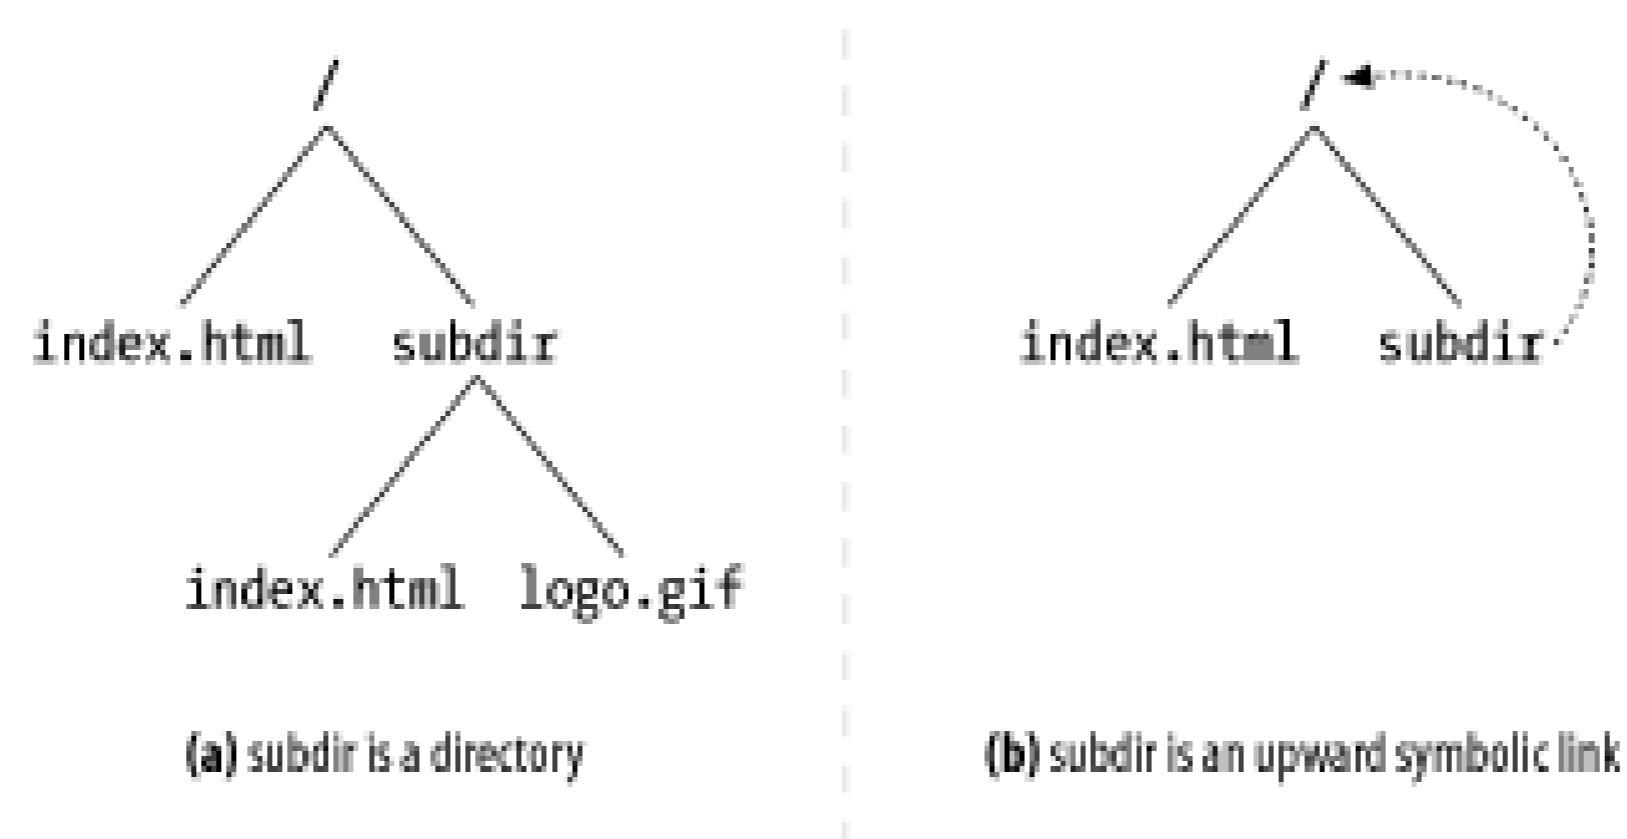 /
index.html subdir
index.html logo.gif
(a) subdir is a directory
/
index.html subdir
(b) subdir is an upward symbolic link